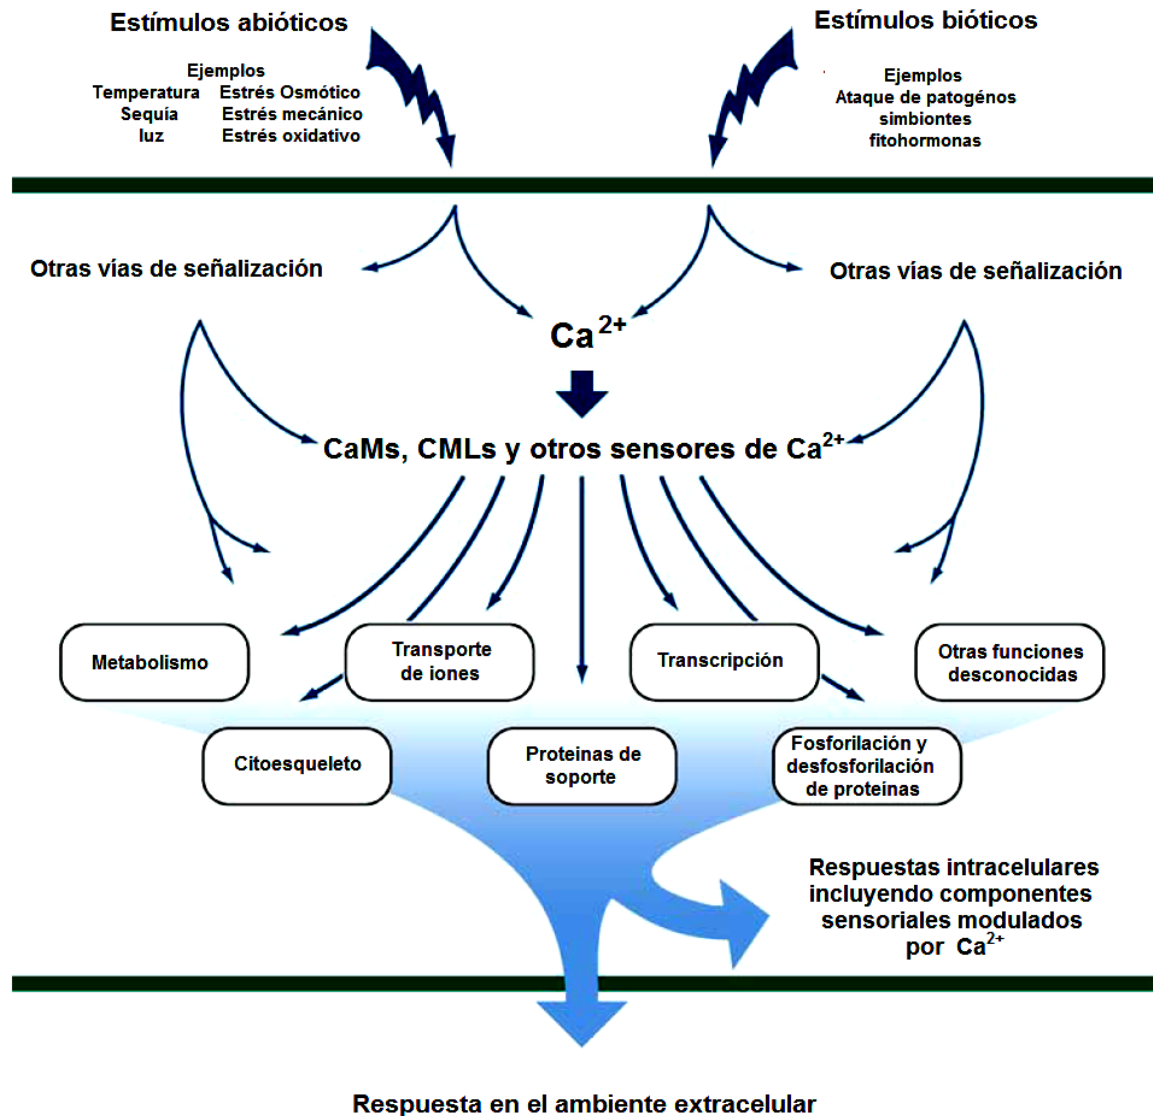 Estímulos abióticos
Ejemplos
Temperatura Estrés Osmótico
Sequía Estrés mecánico
luz Estrés oxidativo
Estímulos bióticos
Ejemplos
Ataque de patogénos
simbiontes
fitohormonas
Otras vías de señalización
Otras vías de señalización
Ca²⁺
CaMs, CMLs y otros sensores de Ca²⁺
Metabolismo
Transporte
de iones
Transcripción
Otras funciones
desconocidas
Citoesqueleto
Proteinas de
soporte
Fosforilación y
desfosforilación
de proteínas
Respuestas intracelulares
incluyendo componentes
sensoriales modulados
por Ca²⁺
Respuesta en el ambiente extracelular